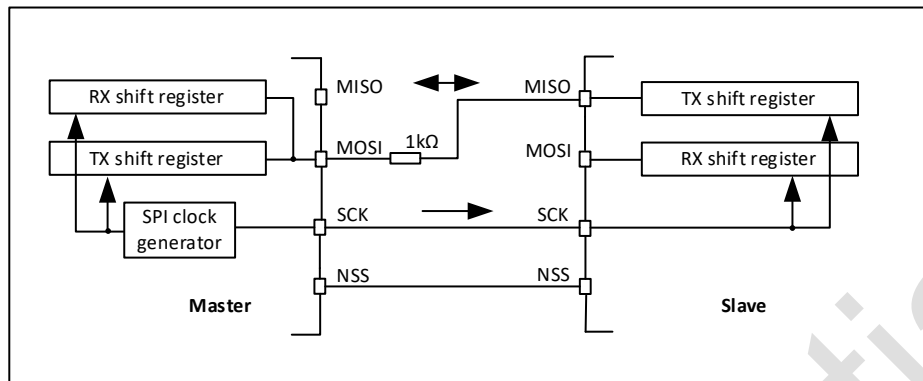 RX shift register
MISO
MISO
TX shift register
TX shift register
MOSI
1kΩ
MOSI
RX shift register
SPI clock
generator
SCK
SCK
NSS
NSS
Master
Slave